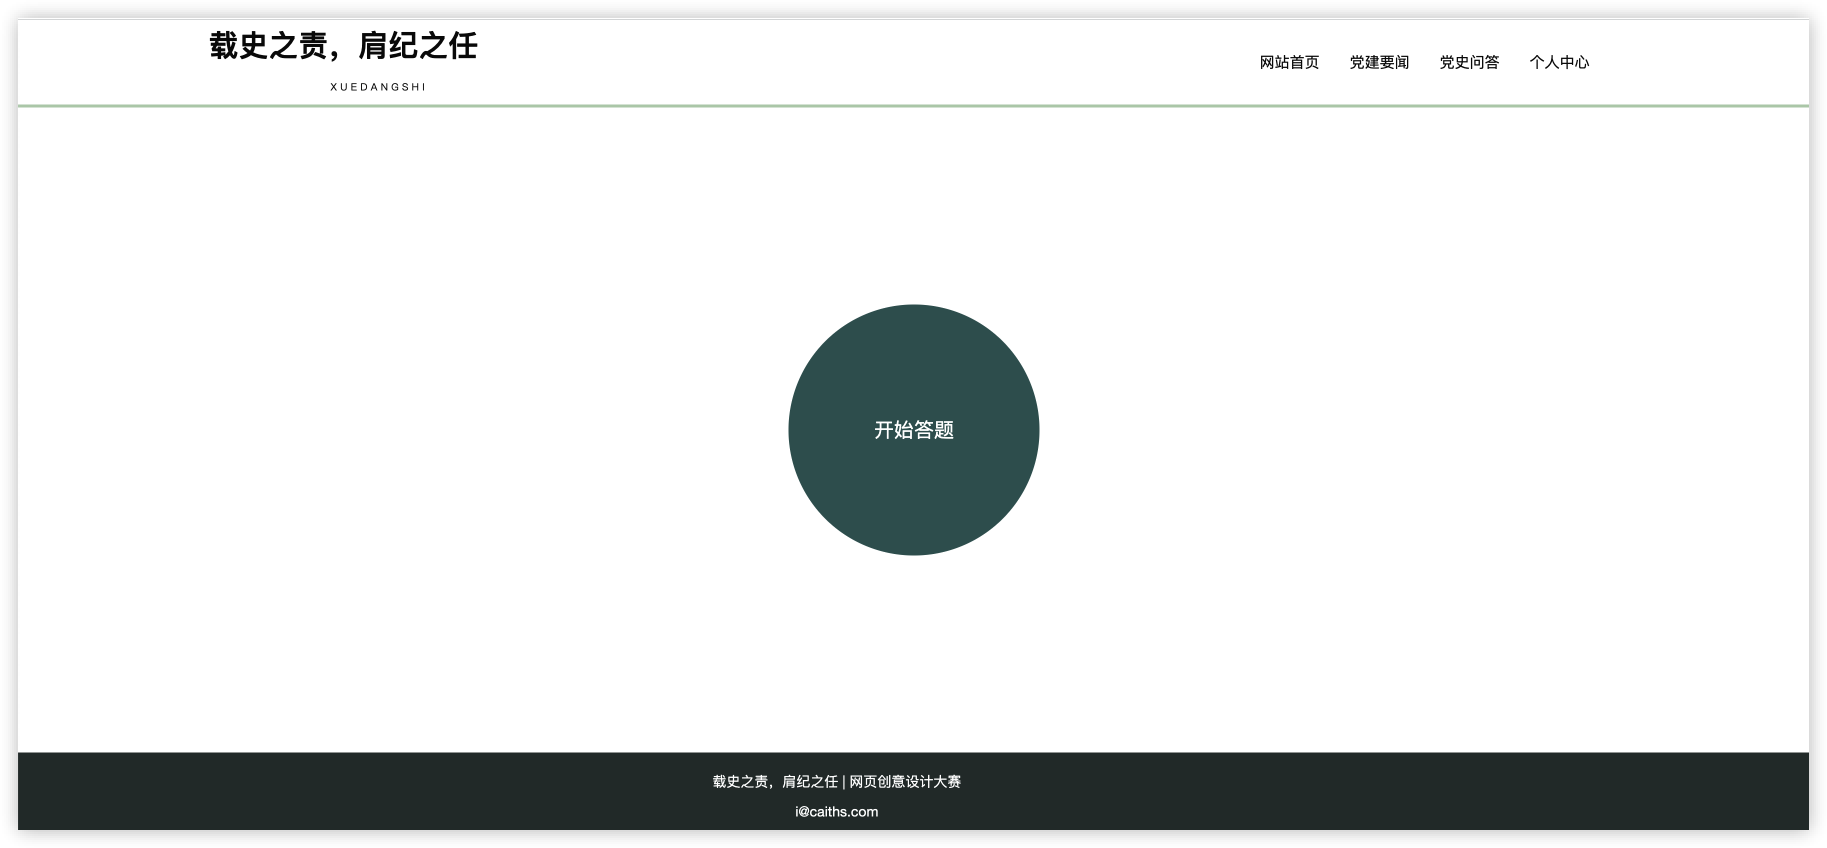 载史之责，肩纪之任
XUEDANGSHI
网站首页 党建要闻 党史问答 个人中心
开始答题
载史之责，肩纪之任 | 网页创意设计大赛
i@caiths.com